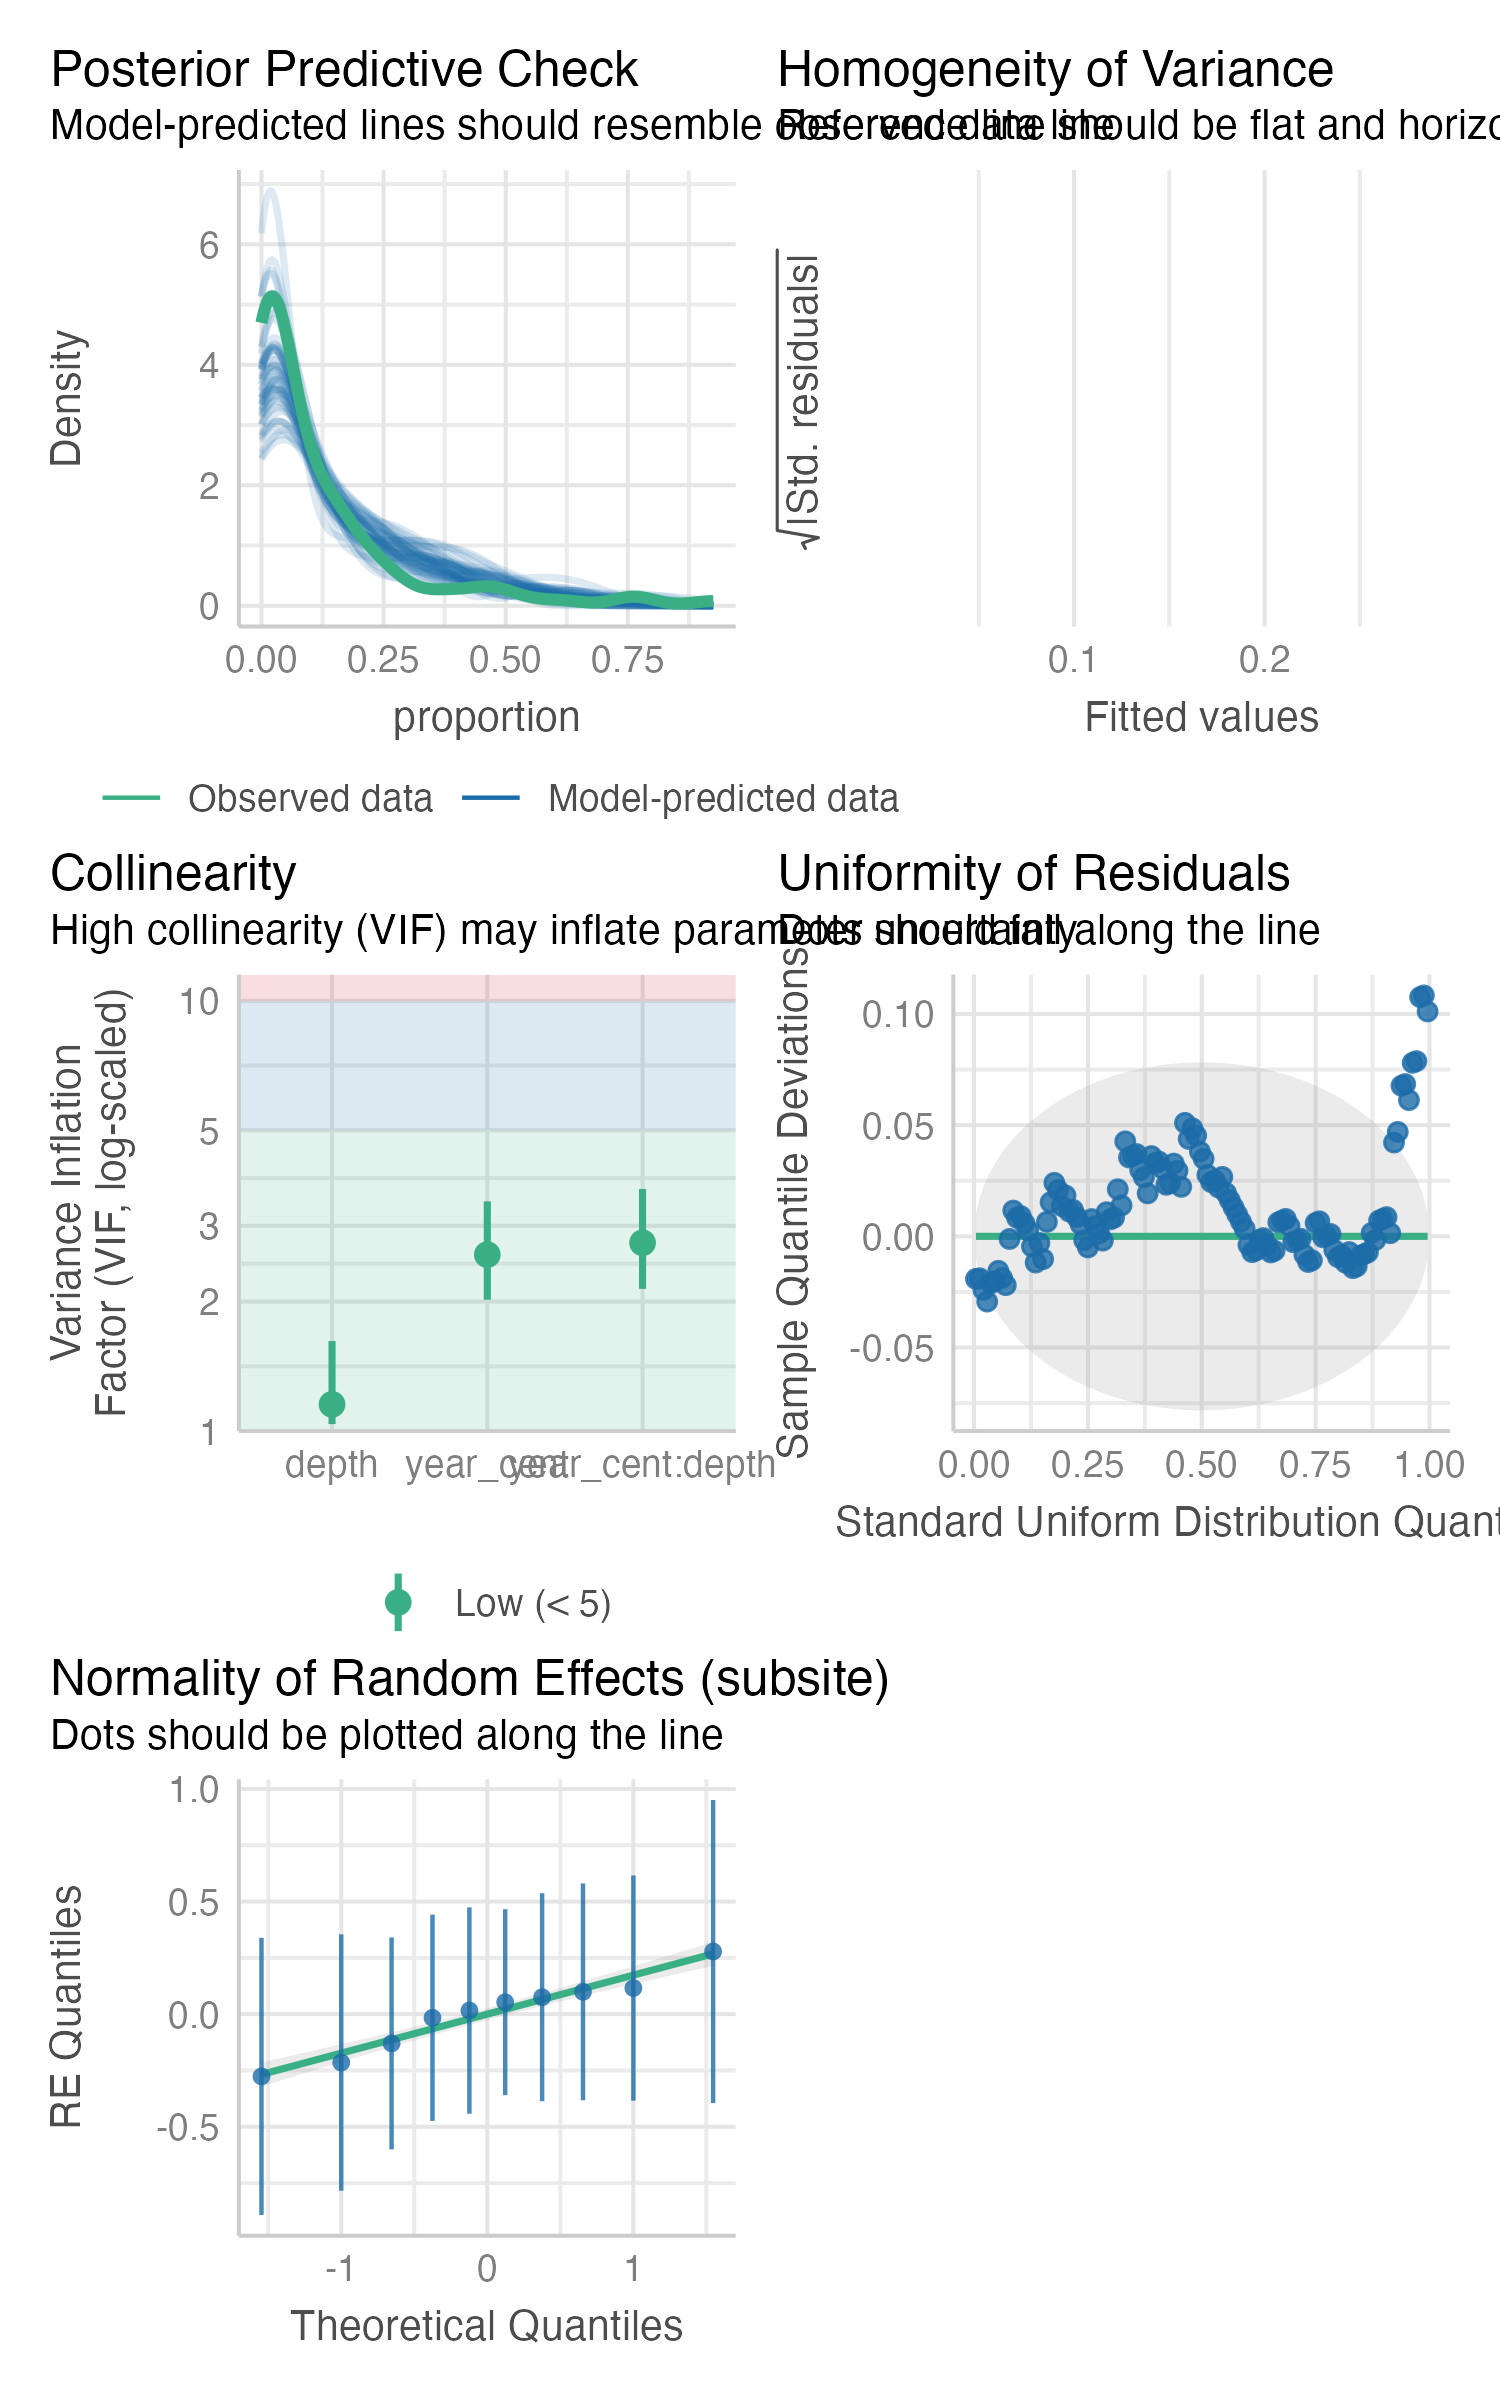 Posterior Predictive Check
Model-predicted lines should resemble observed data line
Density
6
4
2
0
0.00 0.25 0.50 0.75
proportion
Observed data Model-predicted data
Homogeneity of Variance
Reference line should be flat and horizo
√|Std. residuals|
0.1 0.2
Fitted values
Collinearity
High collinearity (VIF) may inflate parameter uncertainty
Variance Inflation
Factor (VIF, log-scaled)
10
5
3
2
1
depth year_cent year_cent:depth
Low (< 5)
Uniformity of Residuals
Dots should fall along the line
Sample Quantile Deviations
0.10
0.05
0.00
-0.05
0.00 0.25 0.50 0.75 1.00
Standard Uniform Distribution Quant
Normality of Random Effects (subsite)
Dots should be plotted along the line
RE Quantiles
1.0
0.5
0.0
-0.5
-1 0 1
Theoretical Quantiles